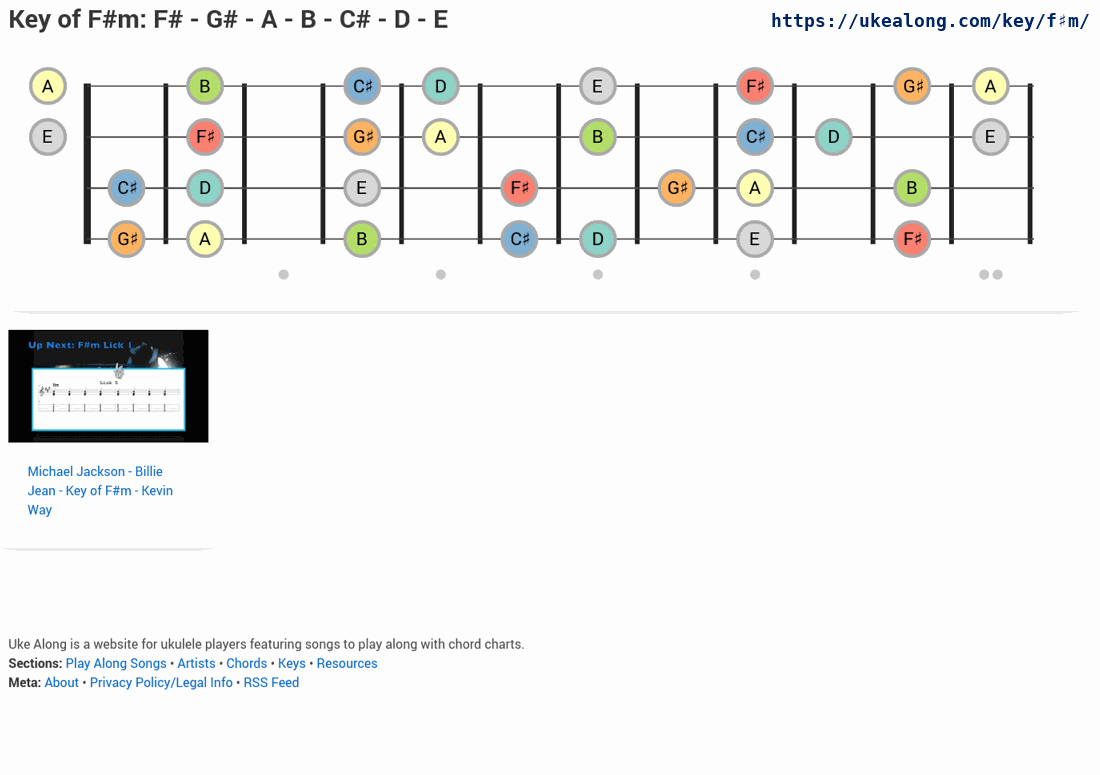 Key of F#m: F# - G# - A - B - C# - D - E
https://ukealong.com/key/f♯m/
A B C♯ D E F♯ G♯ A
E F♯ G♯ A B C♯ D E
C♯ D E F♯ G♯ A B
G♯ A B C♯ D E F♯
Up Next: F#m Lick 1
Michael Jackson - Billie
Jean - Key of F#m - Kevin
Way
Uke Along is a website for ukulele players featuring songs to play along with chord charts.
Sections: Play Along Songs • Artists • Chords • Keys • Resources
Meta: About • Privacy Policy/Legal Info • RSS Feed